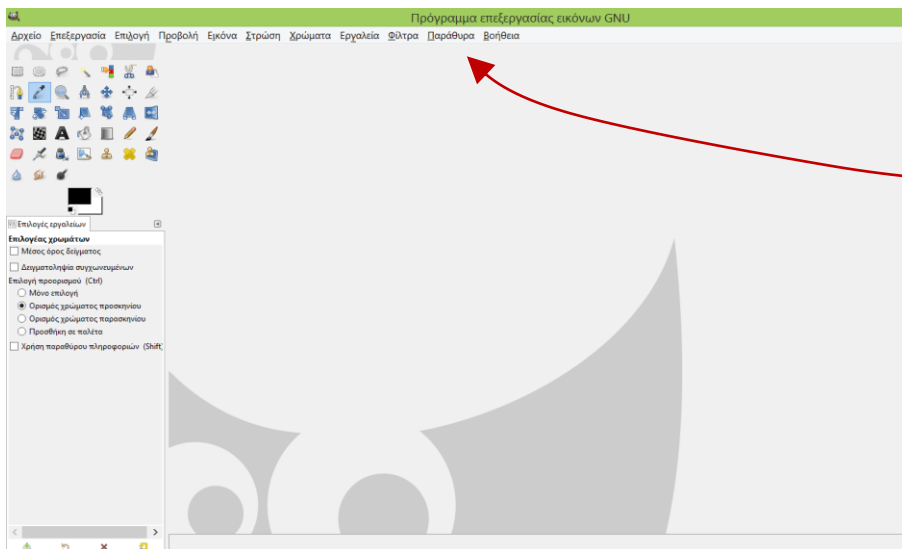 Πρόγραμμα επεξεργασίας εικόνων GNU
Αρχείο Επεξεργασία Επιλογή Προβολή Εικόνα Στρώση Χρώματα Εργαλεία Φίλτρα Παράθυρα Βοήθεια
Επιλογές εργαλείων
Επιλογέας χρωμάτων
Μέσος όρος δείγματος
Δειγματοληψία συγχωνευμένων
Επιλογή προορισμού (Ctrl)
Μόνο επιλογή
Ορισμός χρώματος προσκηνίου
Ορισμός χρώματος παρασκηνίου
Προσθήκη σε παλέτα
Χρήση παραθύρου πληροφοριών (Shift)